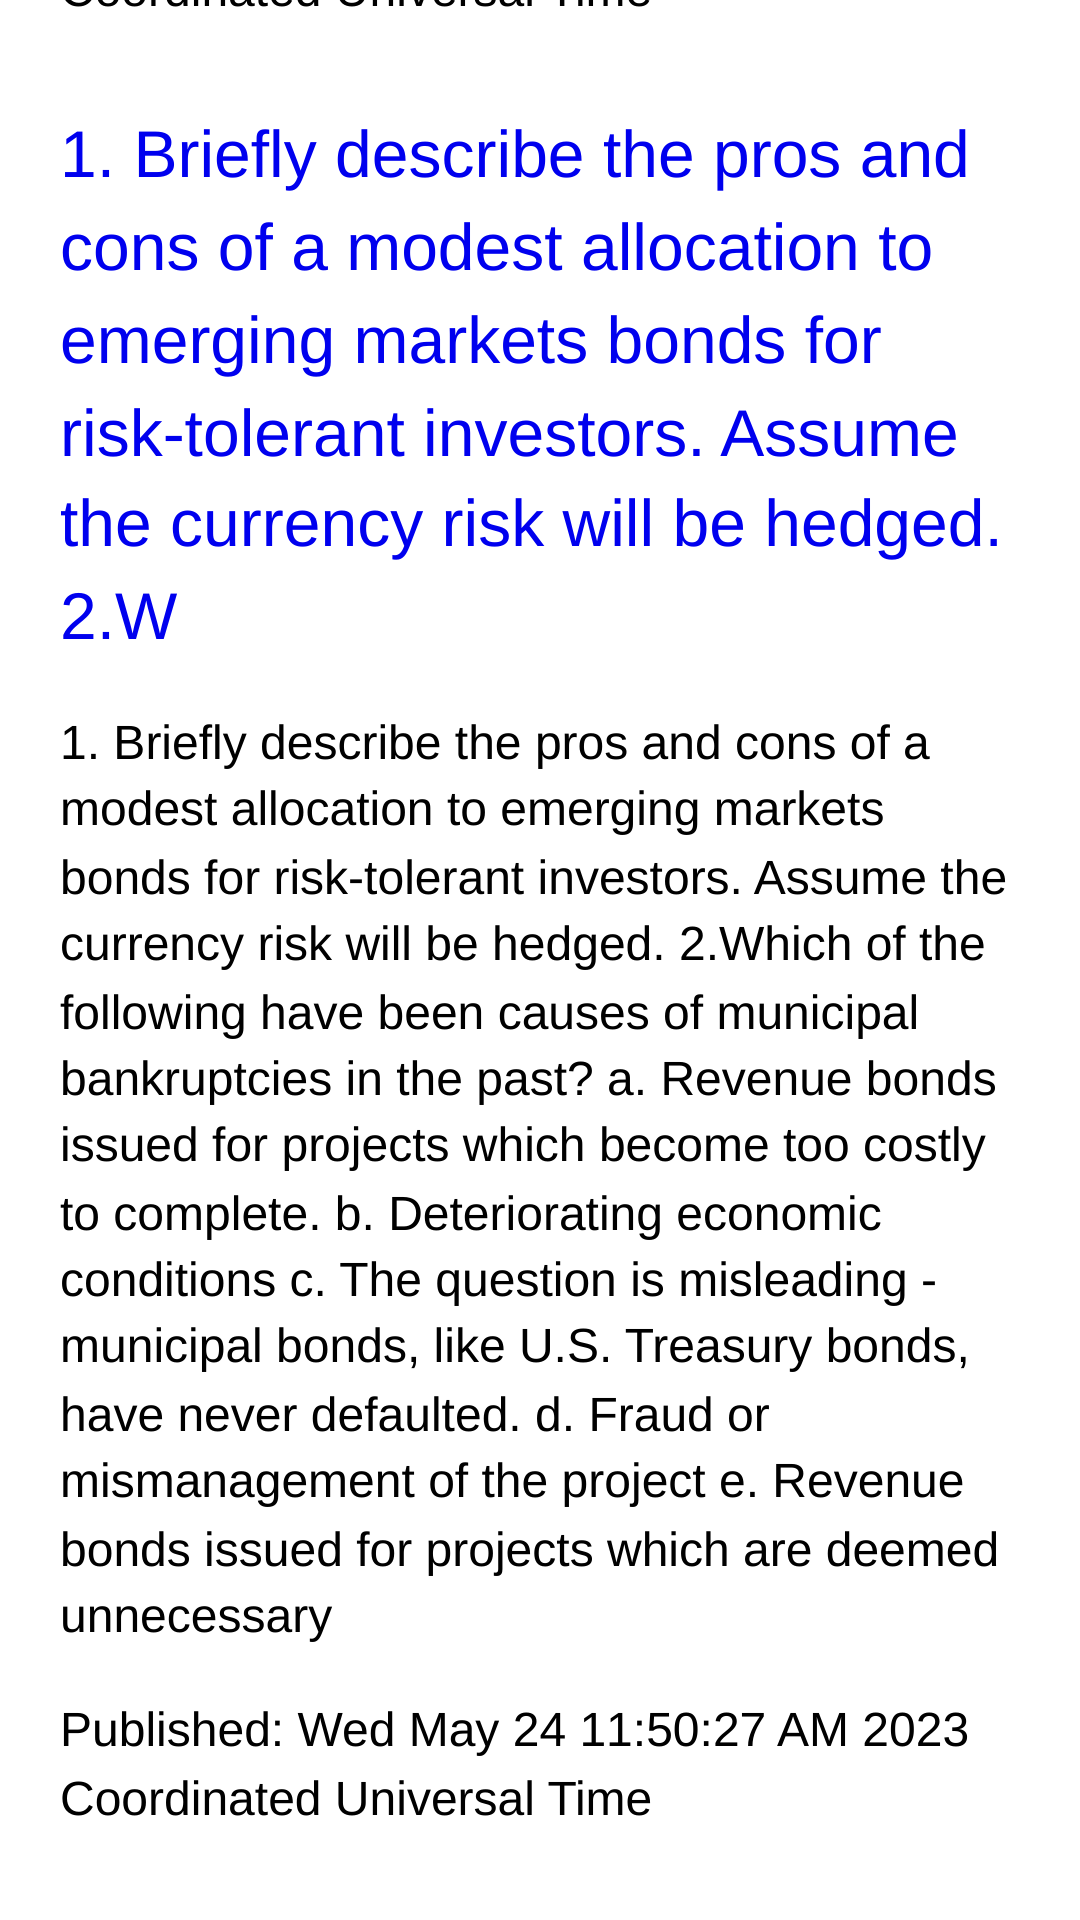 Coordinated Universal Time
1. Briefly describe the pros and
cons of a modest allocation to
emerging markets bonds for
risk-tolerant investors. Assume
the currency risk will be hedged.
2.W
1. Briefly describe the pros and cons of a
modest allocation to emerging markets
bonds for risk-tolerant investors. Assume the
currency risk will be hedged. 2.Which of the
following have been causes of municipal
bankruptcies in the past? a. Revenue bonds
issued for projects which become too costly
to complete. b. Deteriorating economic
conditions c. The question is misleading -
municipal bonds, like U.S. Treasury bonds,
have never defaulted. d. Fraud or
mismanagement of the project e. Revenue
bonds issued for projects which are deemed
unnecessary
Published: Wed May 24 11:50:27 AM 2023
Coordinated Universal Time